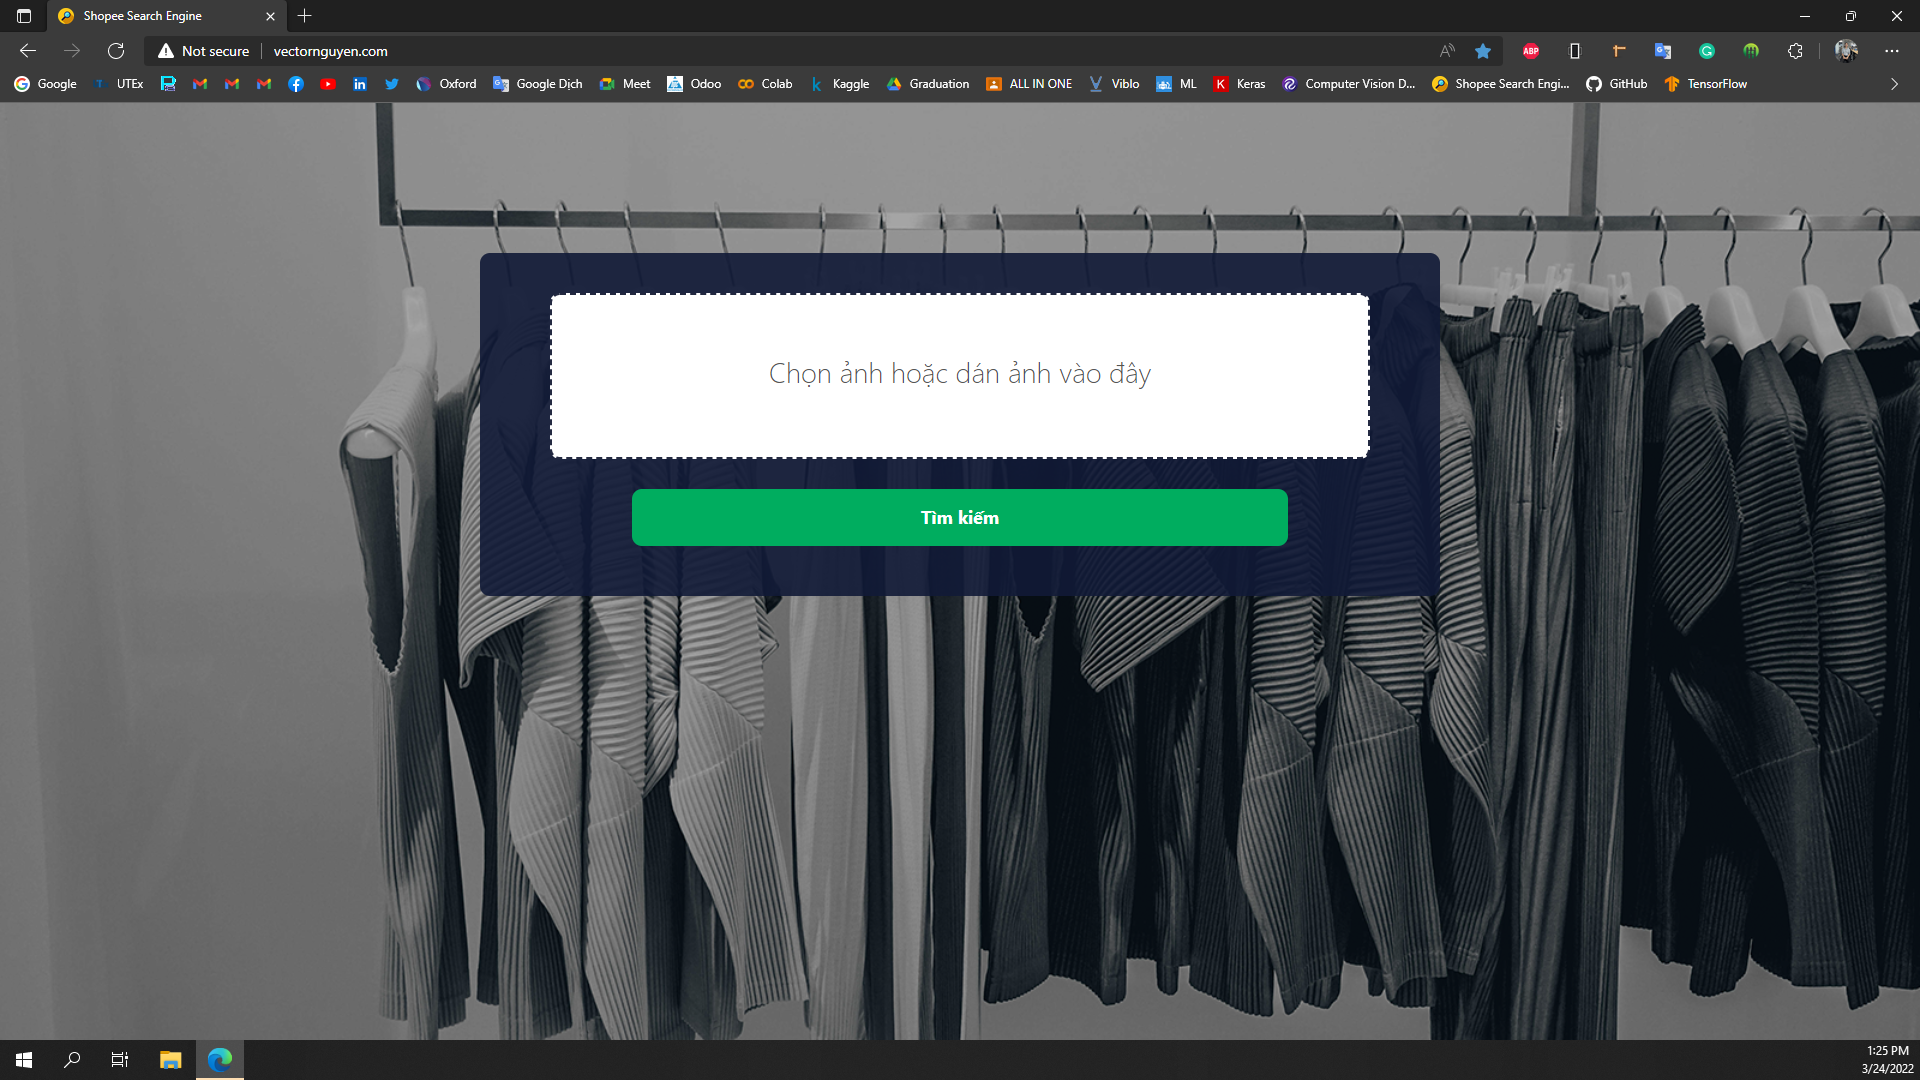 Shopee Search Engine
Not secure
vectornguyen.com
ABP
Google
UTEx
Oxford
Google Dịch
Meet
Odoo
Colab
Kaggle
Graduation
ALL IN ONE
Viblo
ML
Keras
Computer Vision D...
Shopee Search Engi...
GitHub
TensorFlow
Chọn ảnh hoặc dán ảnh vào đây
Tìm kiếm
1:25 PM
3/24/2022